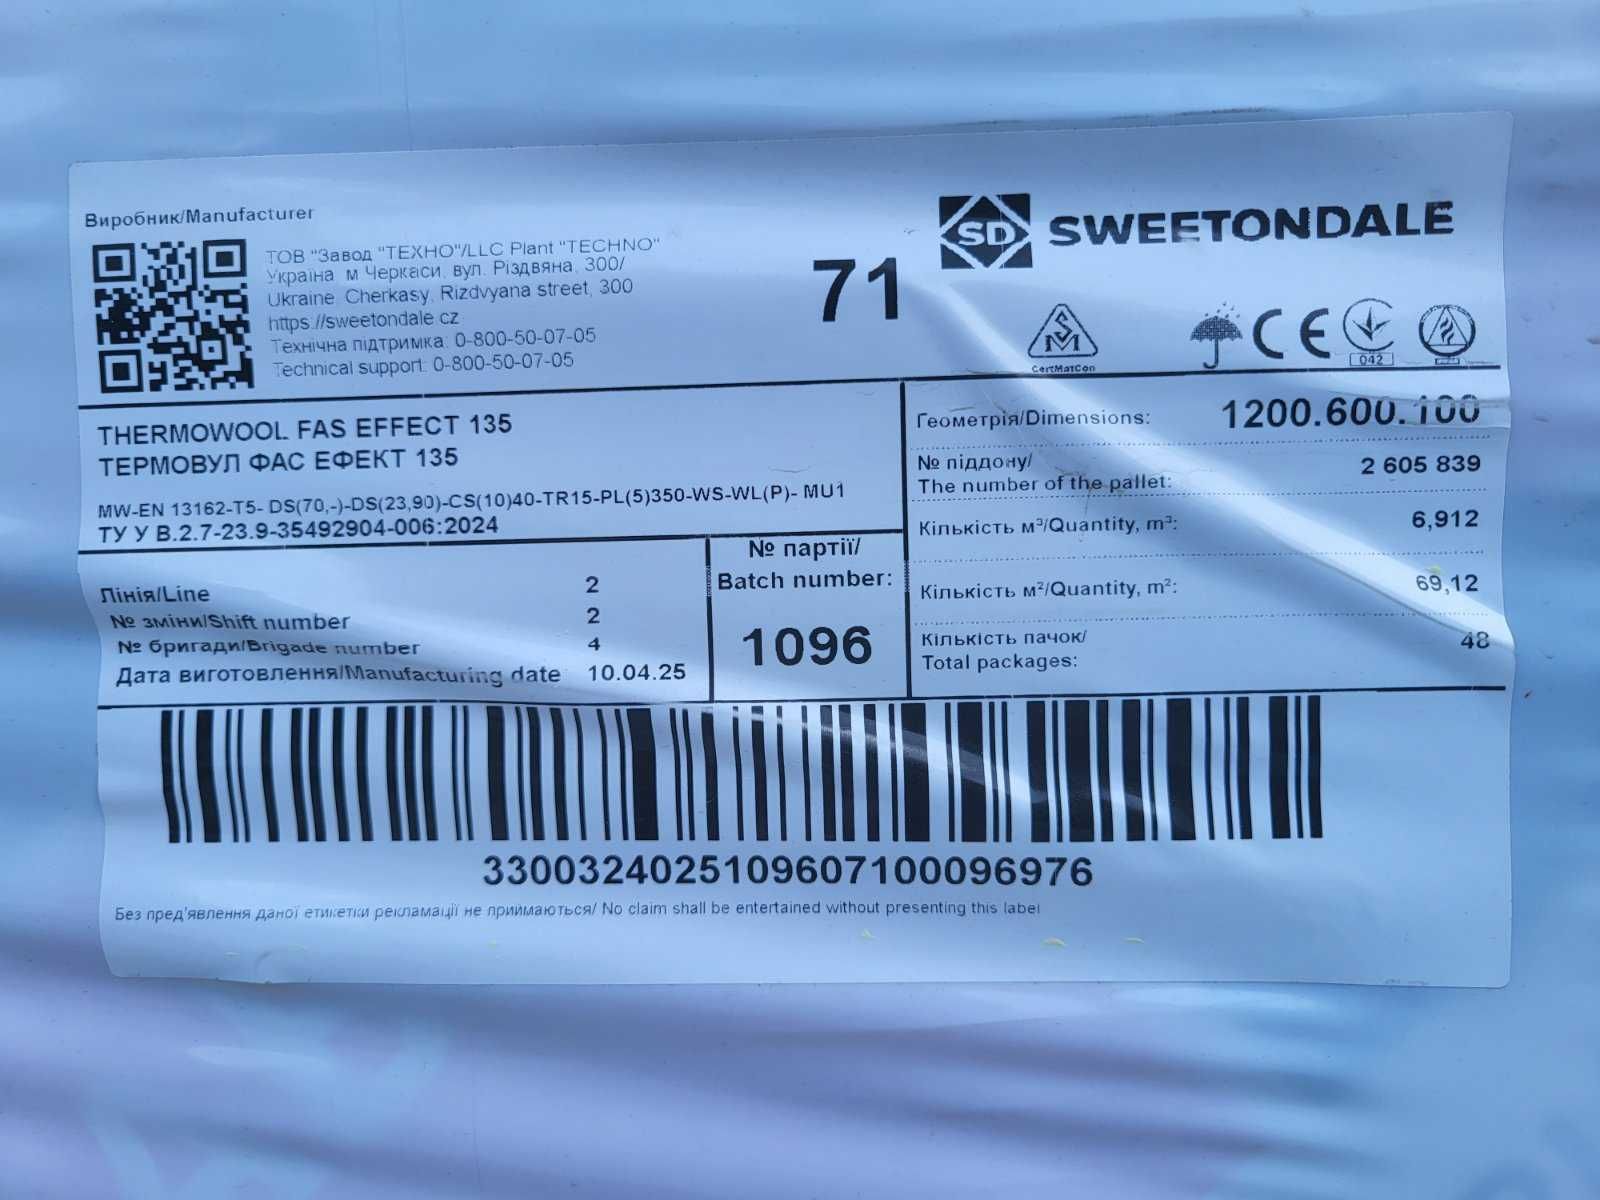 Виробник/Manufacturer
ТОВ "Завод "ТЕХНО"/LLC Plant "TECHNO"
Україна, м Черкаси, вул. Різдвяна, 300/
Ukraine, Cherkasy, Rizdvyana street, 300
https://sweetondale.cz
Технічна підтримка: 0-800-50-07-05
Technical support: 0-800-50-07-05
71
SD SWEETONDALE
CertMatCon
CE
042
THERMOWOOL FAS EFFECT 135
ТЕРМОВУЛ ФАС ЕФЕКТ 135
MW-EN 13162-T5- DS(70,-)-DS(23,90)-CS(10)40-TR15-PL(5)350-WS-WL(P)- MU1
ТУ У В.2.7-23.9-35492904-006:2024
Геометрія/Dimensions: 1200.600.100
№ піддону/
The number of the pallet: 2 605 839
Кількість м³/Quantity, m³: 6,912
Кількість м²/Quantity, m²: 69,12
Кількість пачок/
Total packages: 48
Лінія/Line 2
№ зміни/Shift number 2
№ бригади/Brigade number 4
Дата виготовлення/Manufacturing date 10.04.25
№ партії/
Batch number:
1096
3300324025109607100096976
Без пред'явлення даної етикетки рекламації не приймаються/ No claim shall be entertained without presenting this label